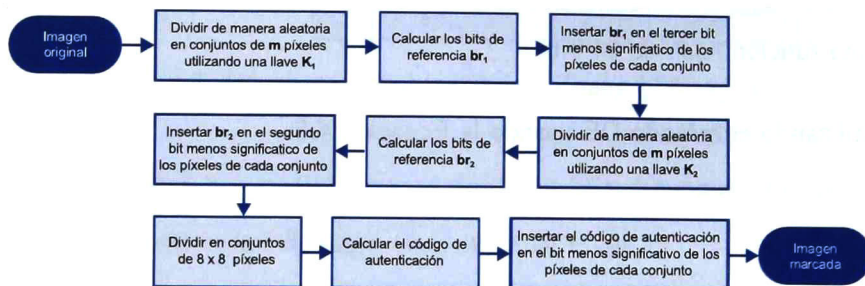 Imagen
original
Dividir de manera aleatoria
en conjuntos de m píxeles
utilizando una llave K₁
Calcular los bits de
referencia br₁
Insertar br₁ en el tercer bit
menos significatico de los
píxeles de cada conjunto
Dividir de manera aleatoria
en conjuntos de m píxeles
utilizando una llave K₂
Calcular los bits de
referencia br₂
Insertar br₂ en el segundo
bit menos significatico de
los píxeles de cada conjunto
Dividir en conjuntos
de 8 x 8 píxeles
Calcular el código de
autenticación
Insertar el código de autenticación
en el bit menos significativo de los
píxeles de cada conjunto
Imagen
marcada